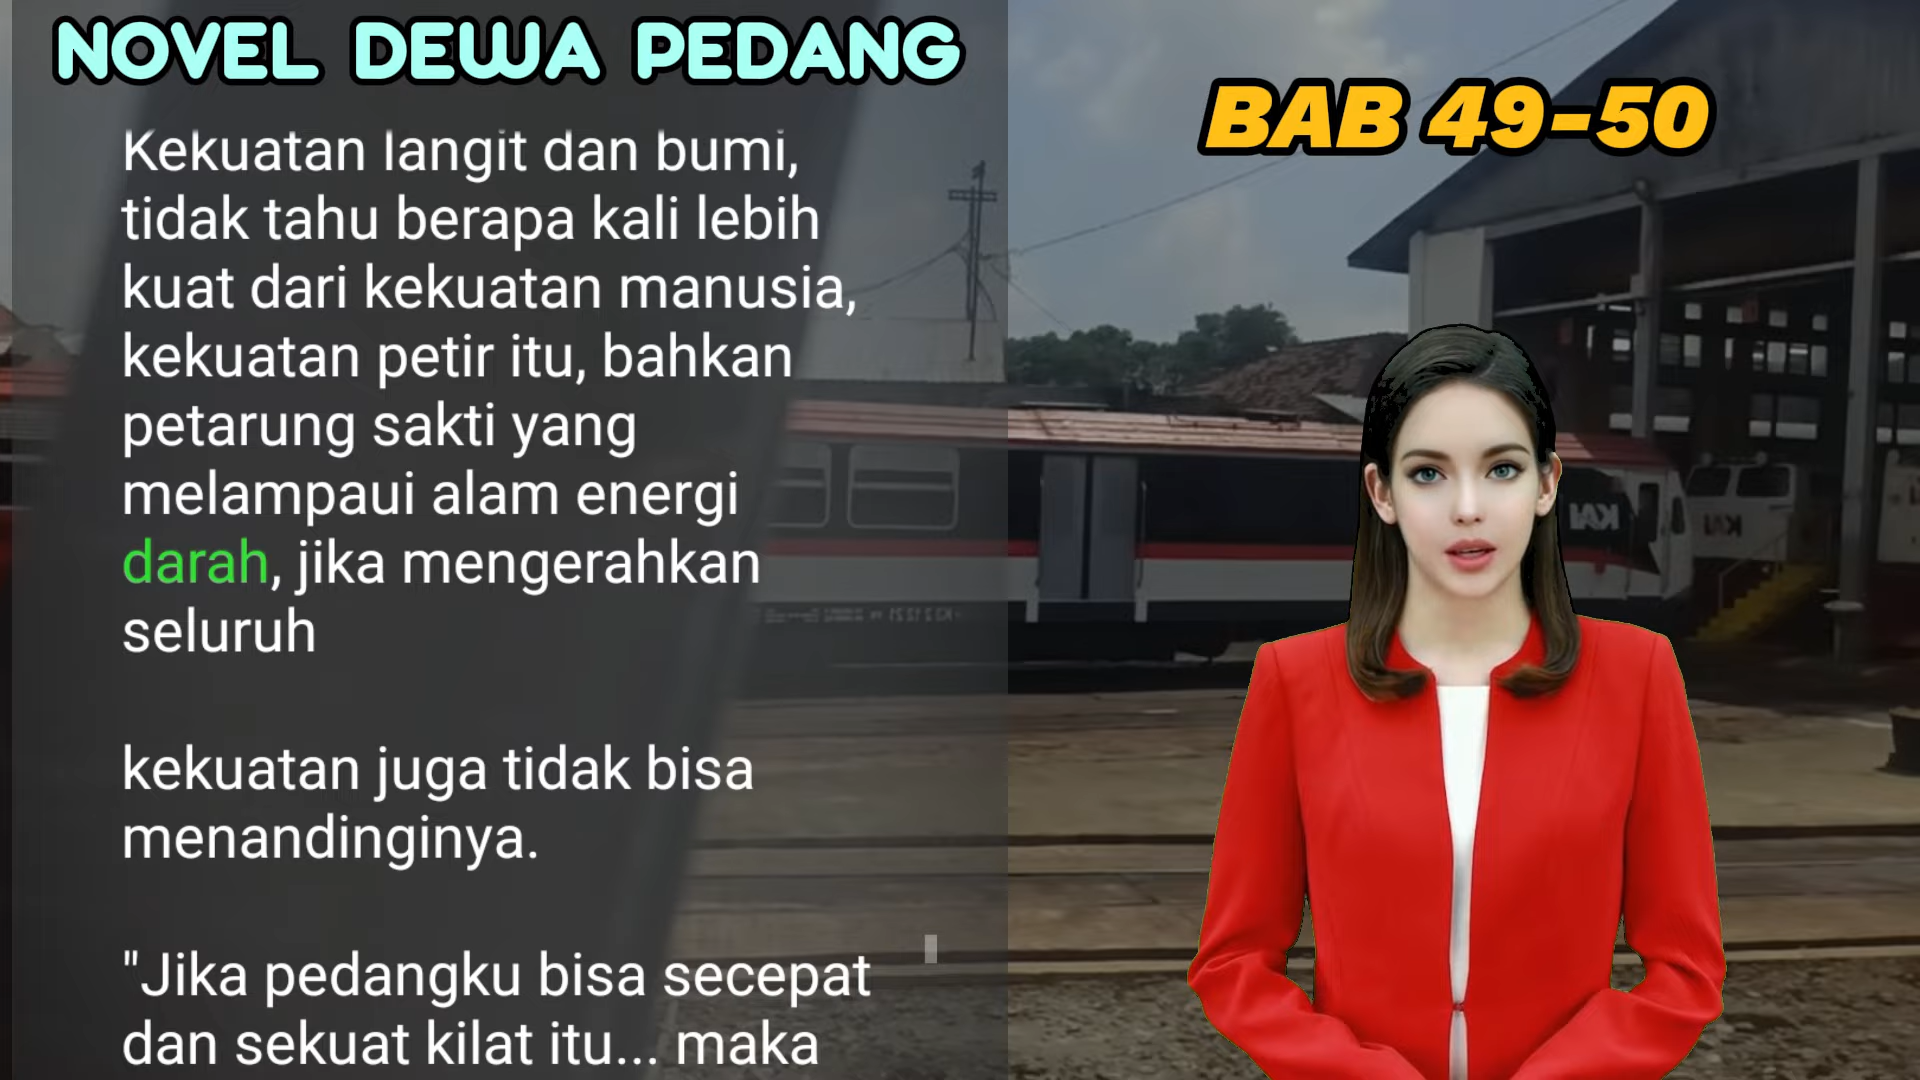 NOVEL DEWA PEDANG
BAB 49-50
Kekuatan langit dan bumi,
tidak tahu berapa kali lebih
kuat dari kekuatan manusia,
kekuatan petir itu, bahkan
petarung sakti yang
melampaui alam energi
darah, jika mengerahkan
seluruh
kekuatan juga tidak bisa
menandinginya.
"Jika pedangku bisa secepat
dan sekuat kilat itu... maka
KAI
KAI